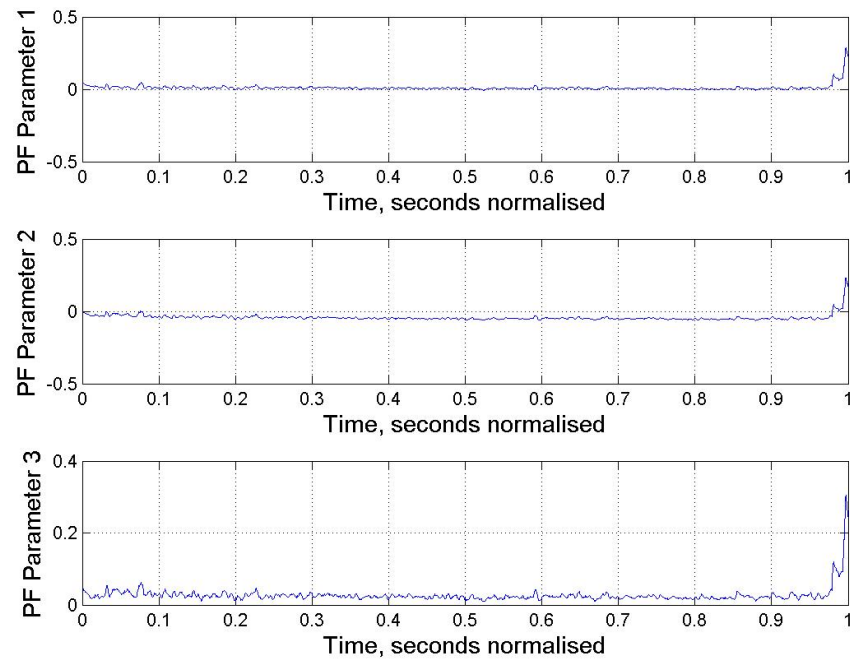 PF Parameter 1
0.5
0
-0.5
0 0.1 0.2 0.3 0.4 0.5 0.6 0.7 0.8 0.9 1
Time, seconds normalised
PF Parameter 2
0.5
0
-0.5
0 0.1 0.2 0.3 0.4 0.5 0.6 0.7 0.8 0.9 1
Time, seconds normalised
PF Parameter 3
0.4
0.2
0
0 0.1 0.2 0.3 0.4 0.5 0.6 0.7 0.8 0.9 1
Time, seconds normalised